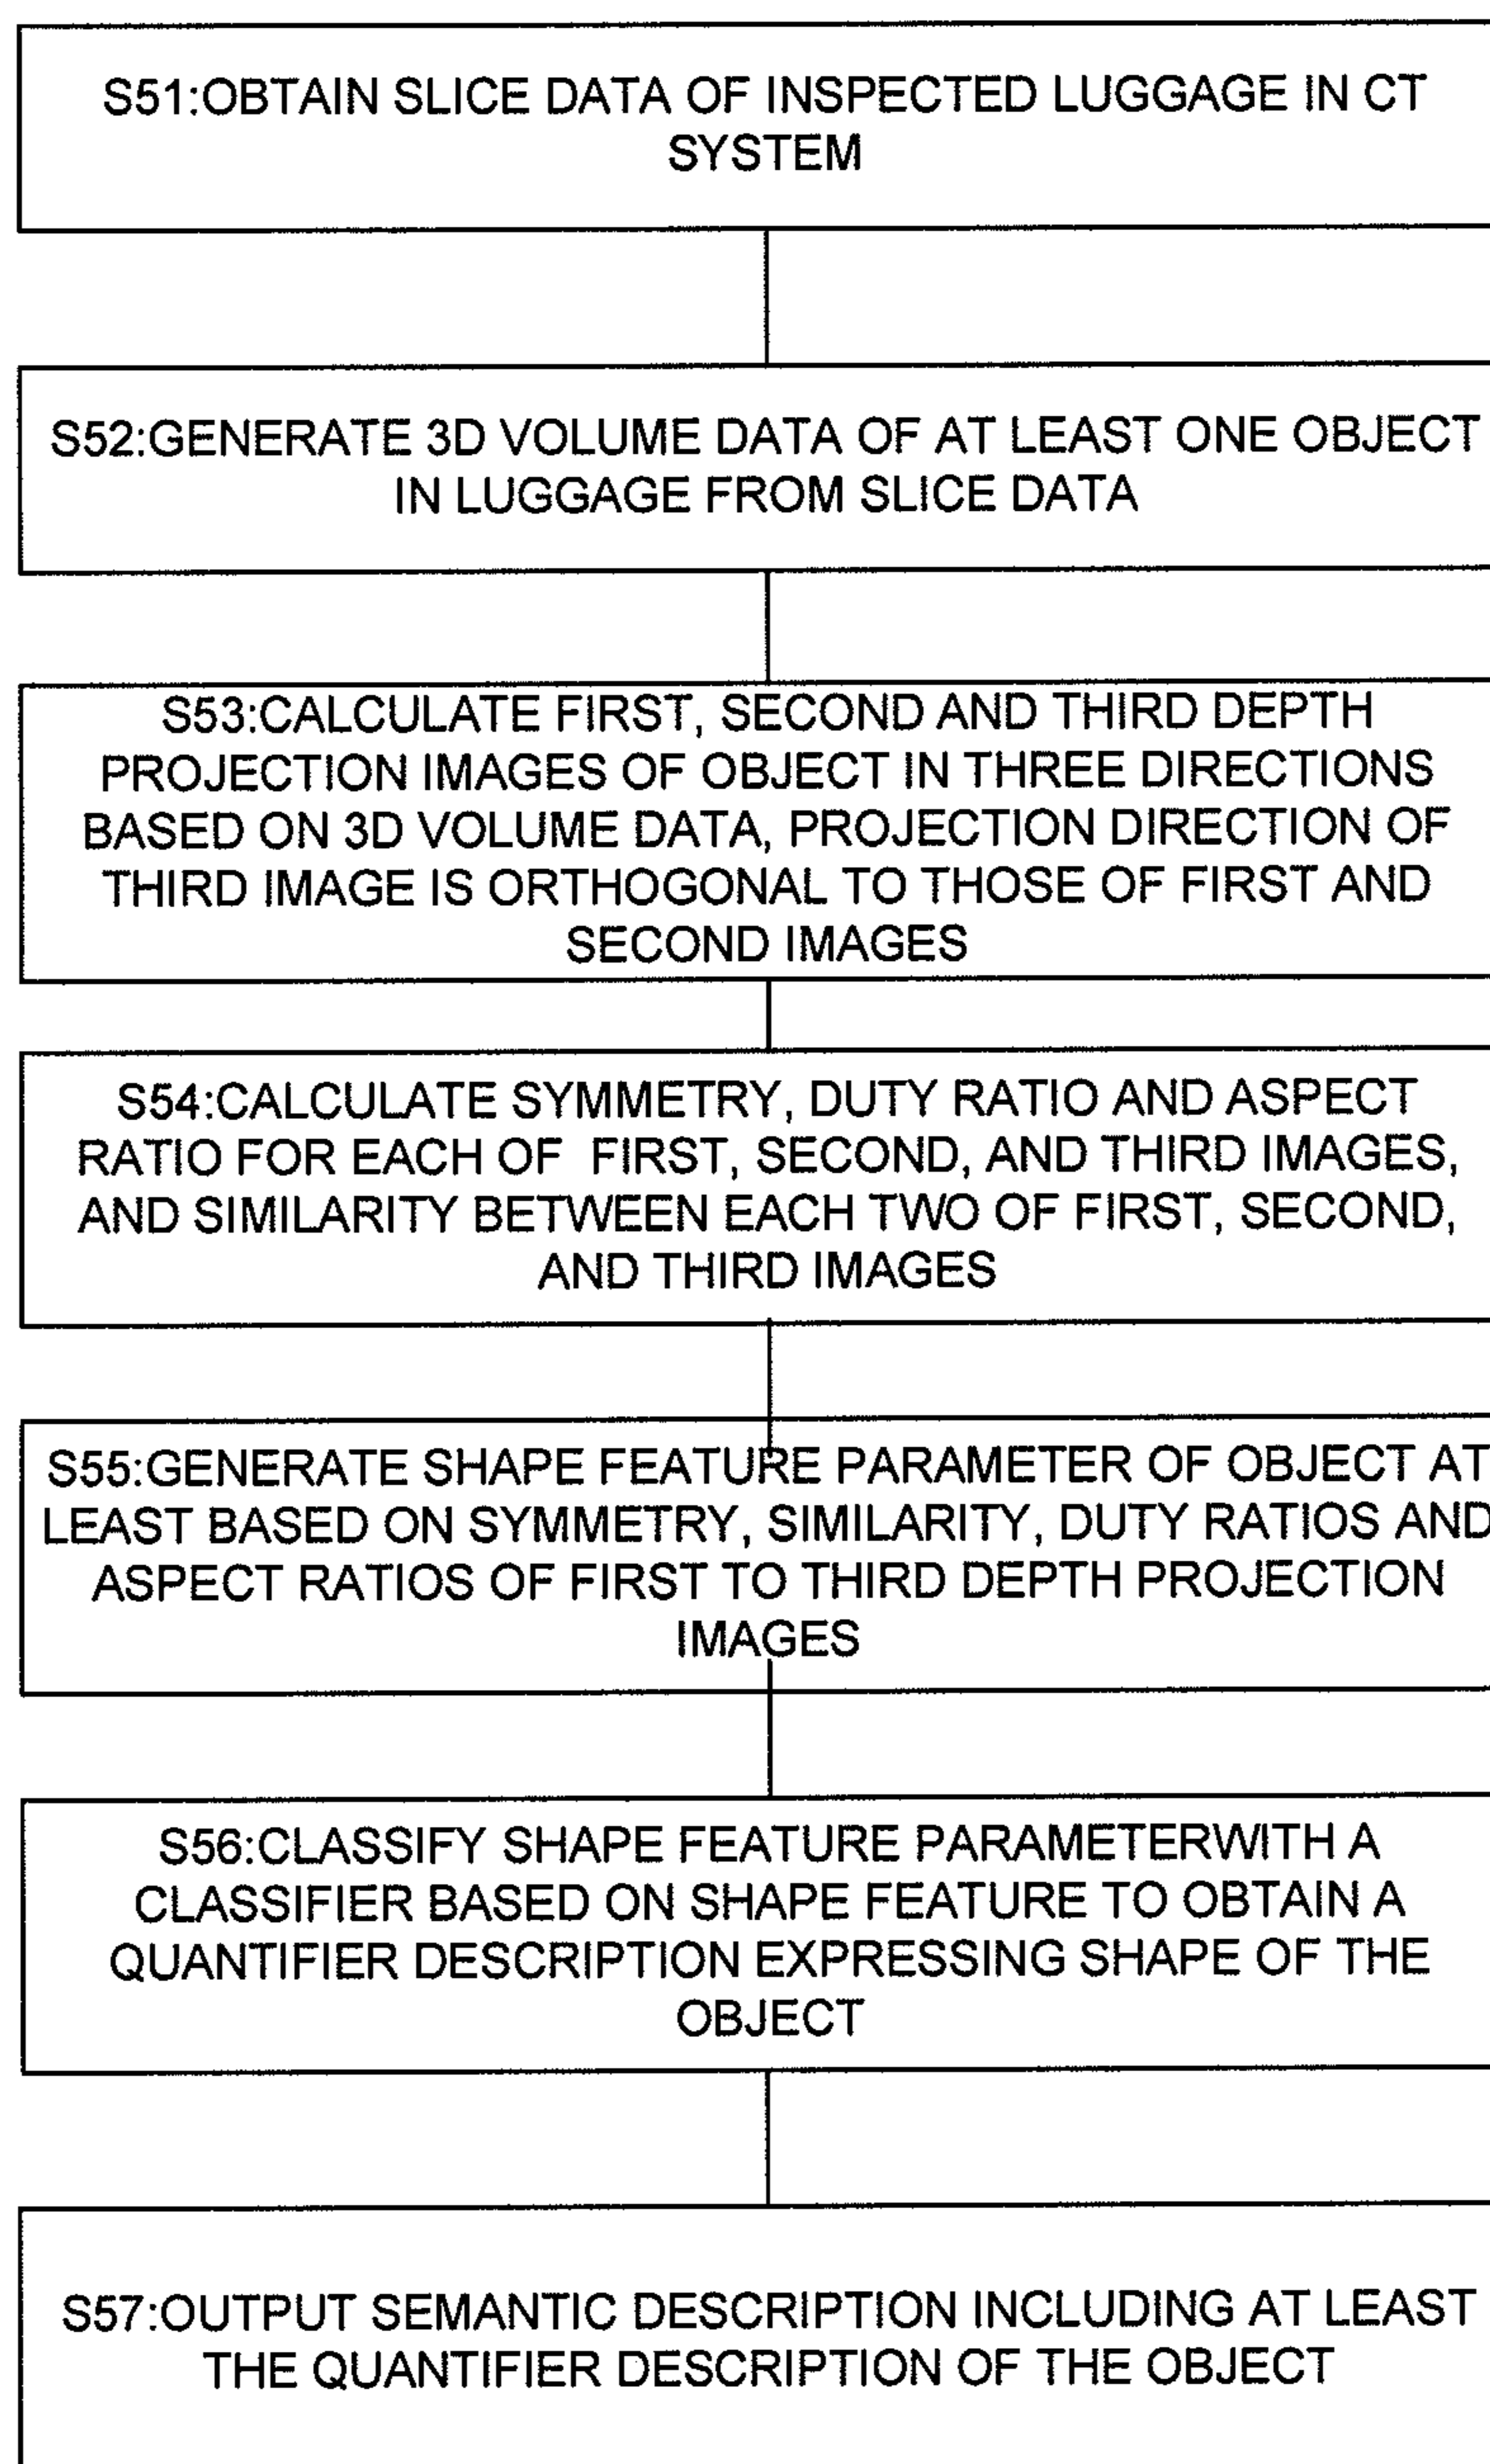 S51:OBTAIN SLICE DATA OF INSPECTED LUGGAGE IN CT
SYSTEM
S52:GENERATE 3D VOLUME DATA OF AT LEAST ONE OBJECT
IN LUGGAGE FROM SLICE DATA
S53:CALCULATE FIRST, SECOND AND THIRD DEPTH
PROJECTION IMAGES OF OBJECT IN THREE DIRECTIONS
BASED ON 3D VOLUME DATA, PROJECTION DIRECTION OF
THIRD IMAGE IS ORTHOGONAL TO THOSE OF FIRST AND
SECOND IMAGES
S54:CALCULATE SYMMETRY, DUTY RATIO AND ASPECT
RATIO FOR EACH OF FIRST, SECOND, AND THIRD IMAGES,
AND SIMILARITY BETWEEN EACH TWO OF FIRST, SECOND,
AND THIRD IMAGES
S55:GENERATE SHAPE FEATURE PARAMETER OF OBJECT AT
LEAST BASED ON SYMMETRY, SIMILARITY, DUTY RATIOS AND
ASPECT RATIOS OF FIRST TO THIRD DEPTH PROJECTION
IMAGES
S56:CLASSIFY SHAPE FEATURE PARAMETERWITH A
CLASSIFIER BASED ON SHAPE FEATURE TO OBTAIN A
QUANTIFIER DESCRIPTION EXPRESSING SHAPE OF THE
OBJECT
S57:OUTPUT SEMANTIC DESCRIPTION INCLUDING AT LEAST
THE QUANTIFIER DESCRIPTION OF THE OBJECT